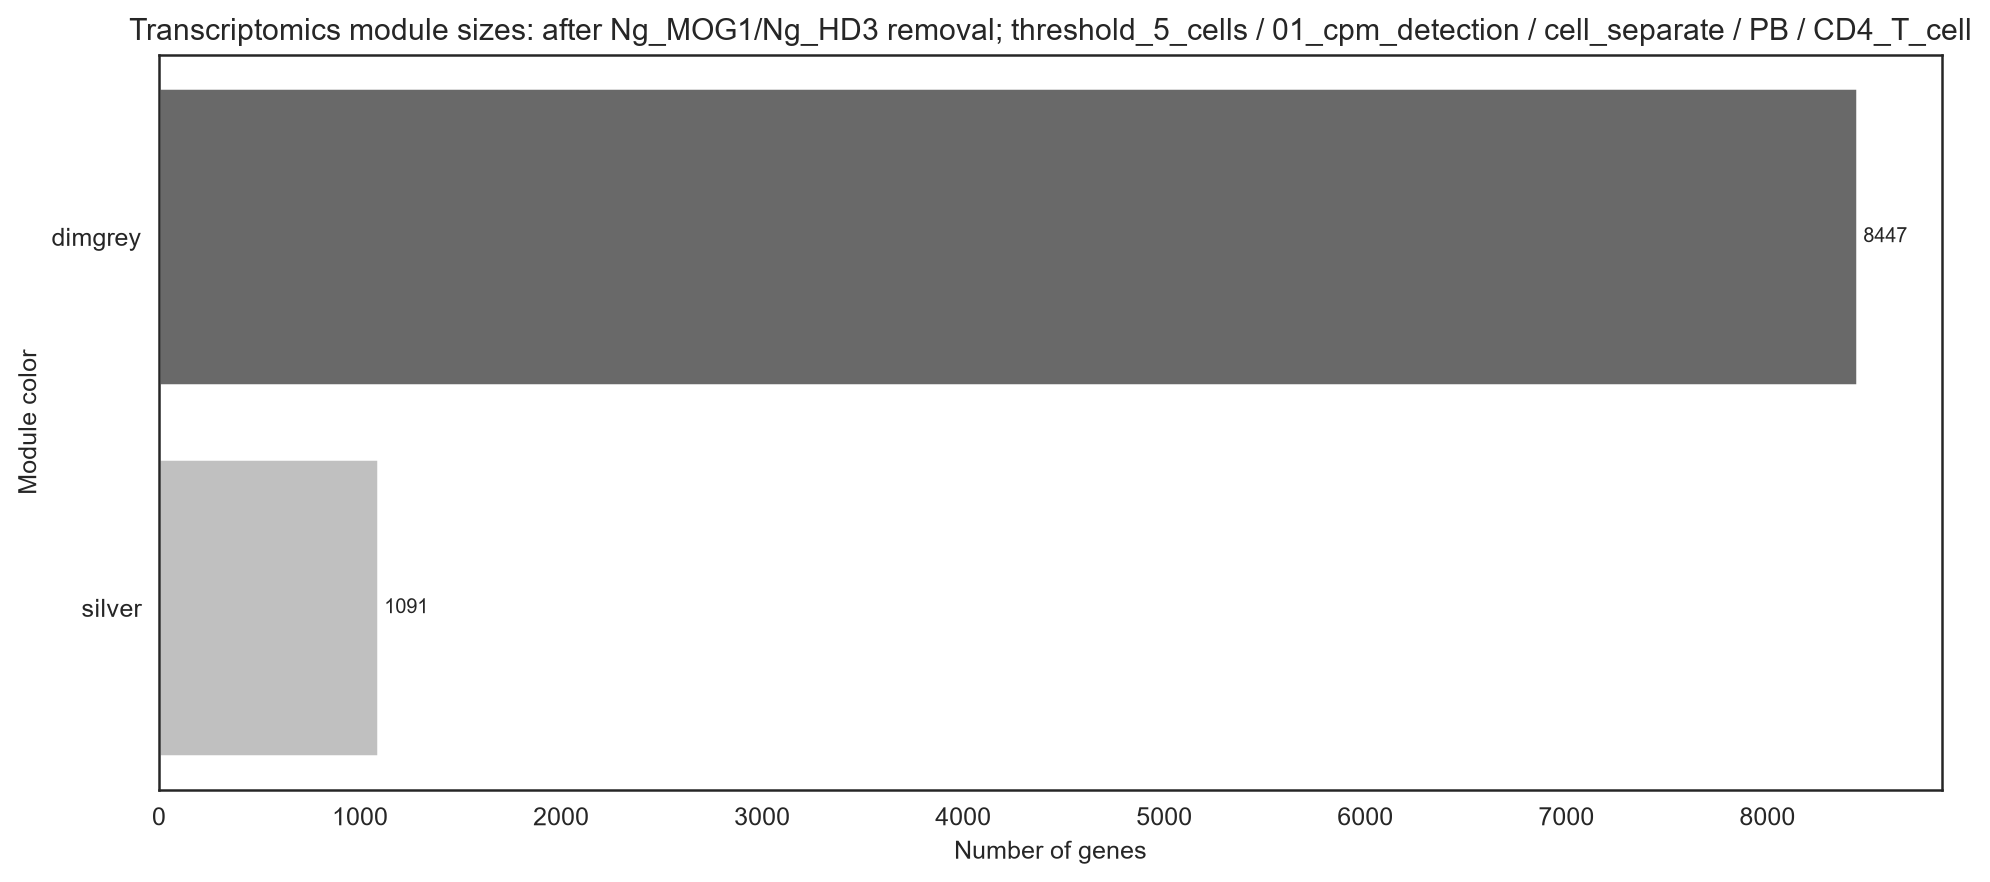 Transcriptomics module sizes: after Ng_MOG1/Ng_HD3 removal; threshold_5_cells / 01_cpm_detection / cell_separate / PB / CD4_T_cell
dimgrey
8447
Module color
silver
1091
0 1000 2000 3000 4000 5000 6000 7000 8000
Number of genes